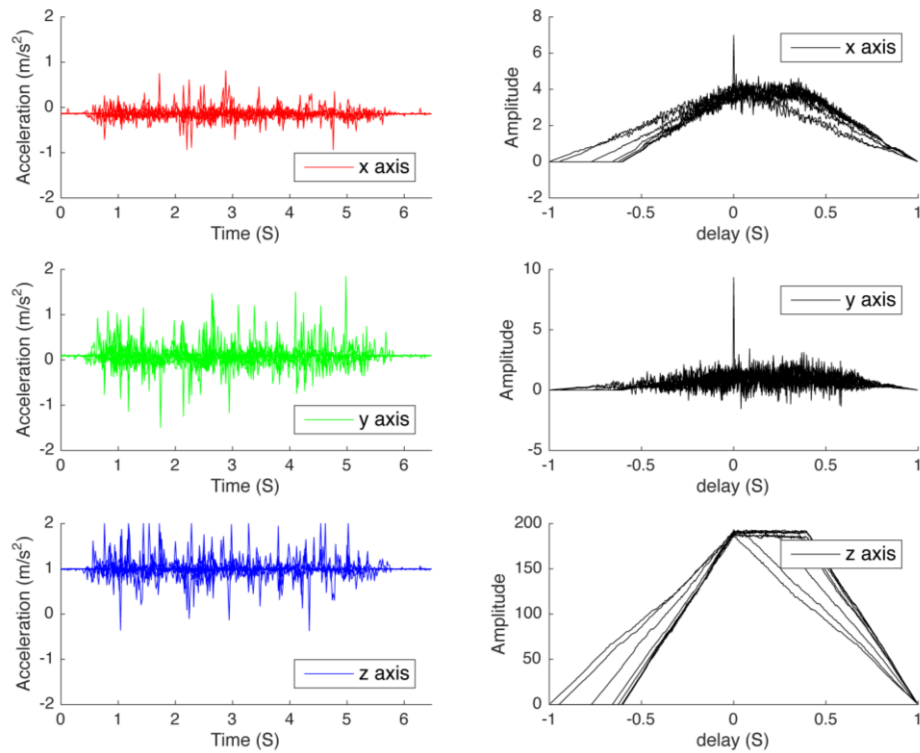 Acceleration (m/s²)
2
1
0
-1
-2
x axis
0 1 2 3 4 5 6
Time (S)
Amplitude
8
6
4
2
0
-2
x axis
-1 -0.5 0 0.5 1
delay (S)
Acceleration (m/s²)
2
1
0
-1
-2
y axis
0 1 2 3 4 5 6
Time (S)
Amplitude
10
5
0
-5
y axis
-1 -0.5 0 0.5 1
delay (S)
Acceleration (m/s²)
2
1
0
-1
-2
z axis
0 1 2 3 4 5 6
Time (S)
Amplitude
200
150
100
50
0
z axis
-1 -0.5 0 0.5 1
delay (S)